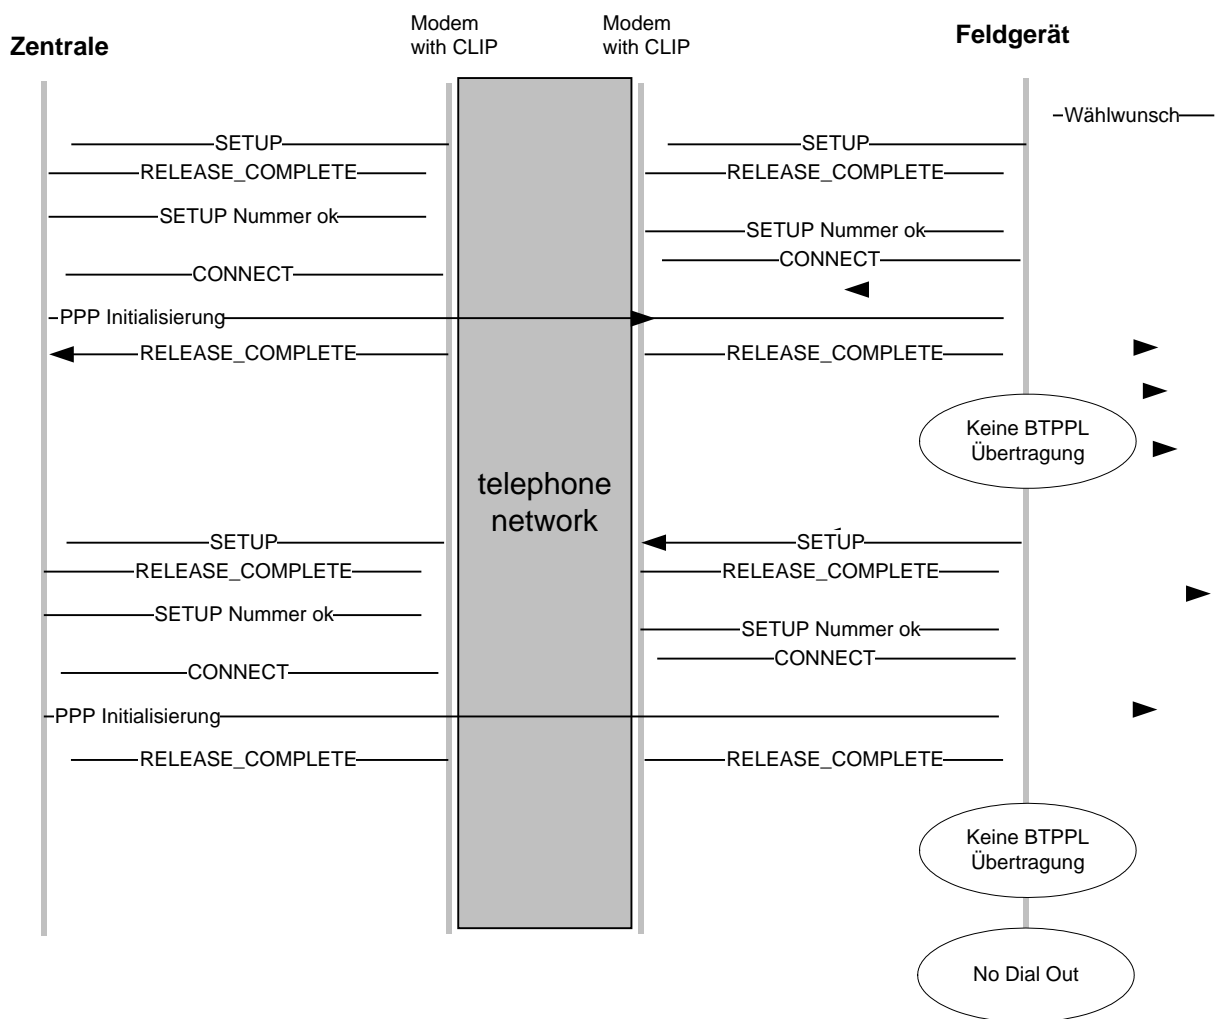 Zentrale
Modem
with CLIP
Modem
with CLIP
Feldgerät
Wählwunsch
SETUP
SETUP
RELEASE_COMPLETE
RELEASE_COMPLETE
SETUP Nummer ok
SETUP Nummer ok
CONNECT
CONNECT
PPP Initialisierung
RELEASE_COMPLETE
RELEASE_COMPLETE
Keine BTPPL
Übertragung
telephone
network
SETUP
SETUP
RELEASE_COMPLETE
RELEASE_COMPLETE
SETUP Nummer ok
SETUP Nummer ok
CONNECT
CONNECT
PPP Initialisierung
RELEASE_COMPLETE
RELEASE_COMPLETE
Keine BTPPL
Übertragung
No Dial Out